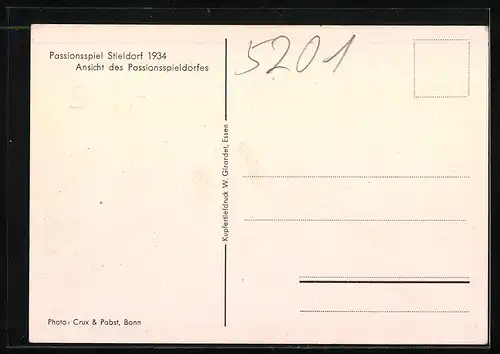 Passionsspiel Stieldorf 1934
Ansicht des Passionsspieldorfes
5201
Kupfertiefdruck W. Girardet, Essen
Photo: Crux & Pabst, Bonn